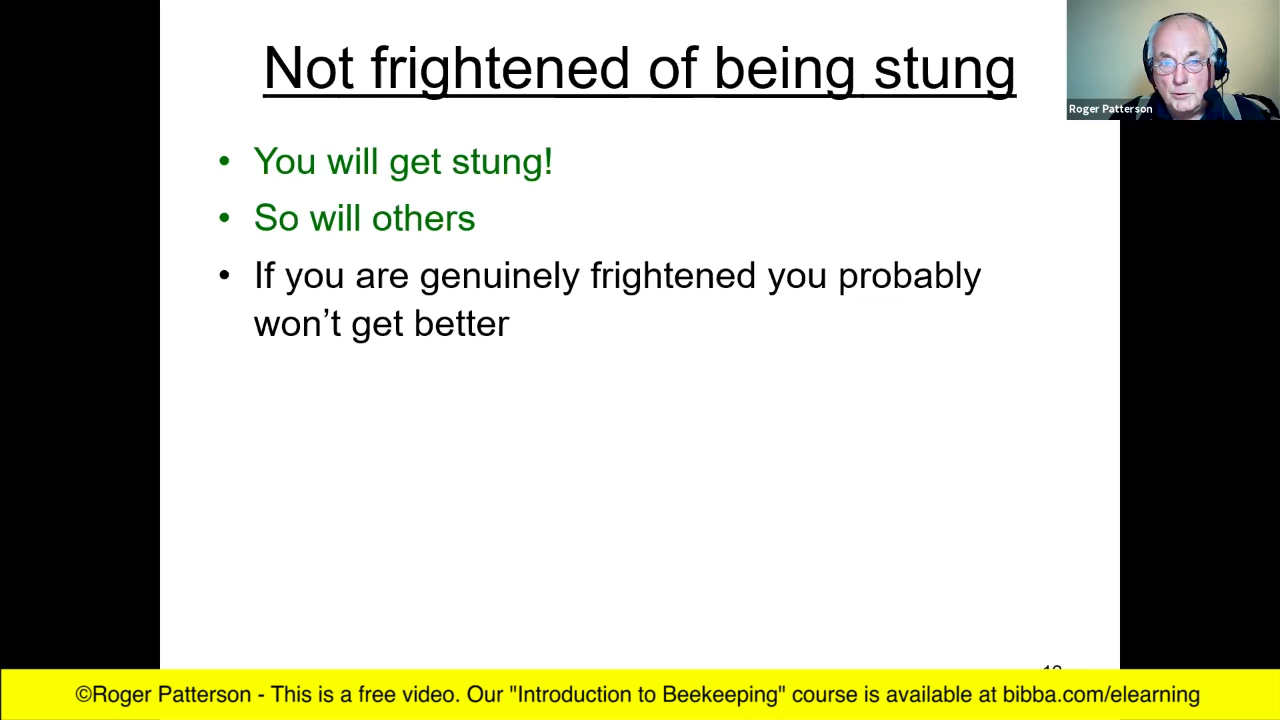 Not frightened of being stung
Roger Patterson
• You will get stung!
• So will others
• If you are genuinely frightened you probably
won’t get better
©Roger Patterson - This is a free video. Our "Introduction to Beekeeping" course is available at bibba.com/elearning